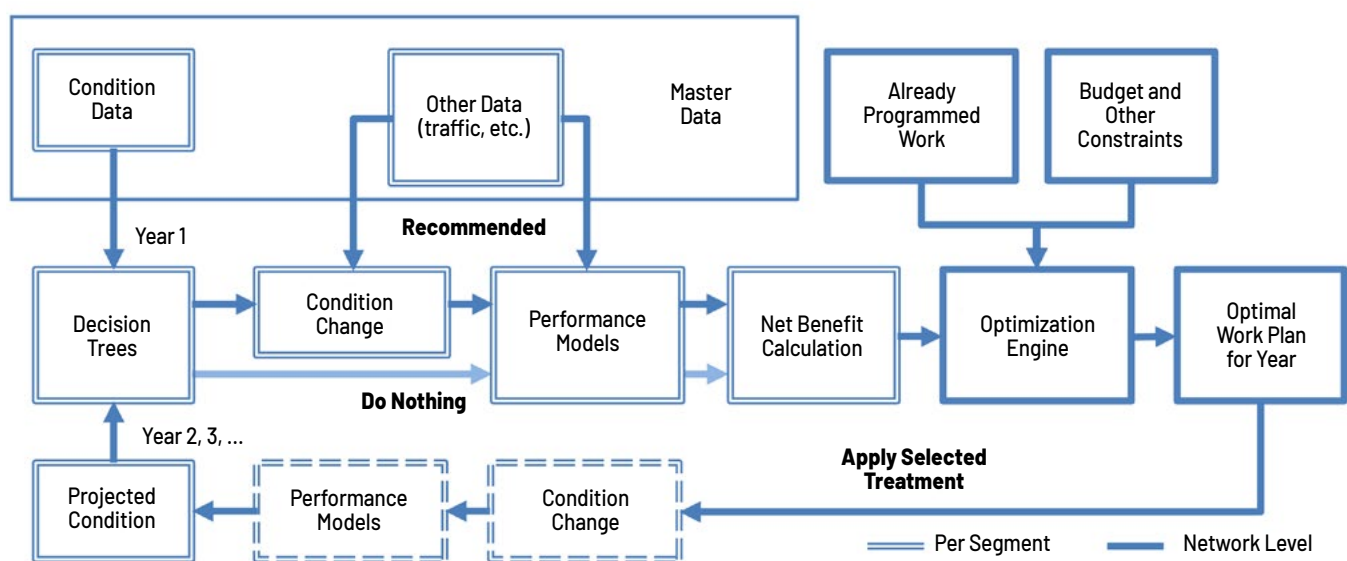 Condition
Data
Other Data
(traffic, etc.)
Master
Data
Already
Programmed
Work
Budget and
Other
Constraints
Year 1
Recommended
Decision
Trees
Condition
Change
Performance
Models
Net Benefit
Calculation
Optimization
Engine
Optimal
Work Plan
for Year
Do Nothing
Year 2, 3, ...
Apply Selected
Treatment
Projected
Condition
Performance
Models
Condition
Change
Per Segment
Network Level